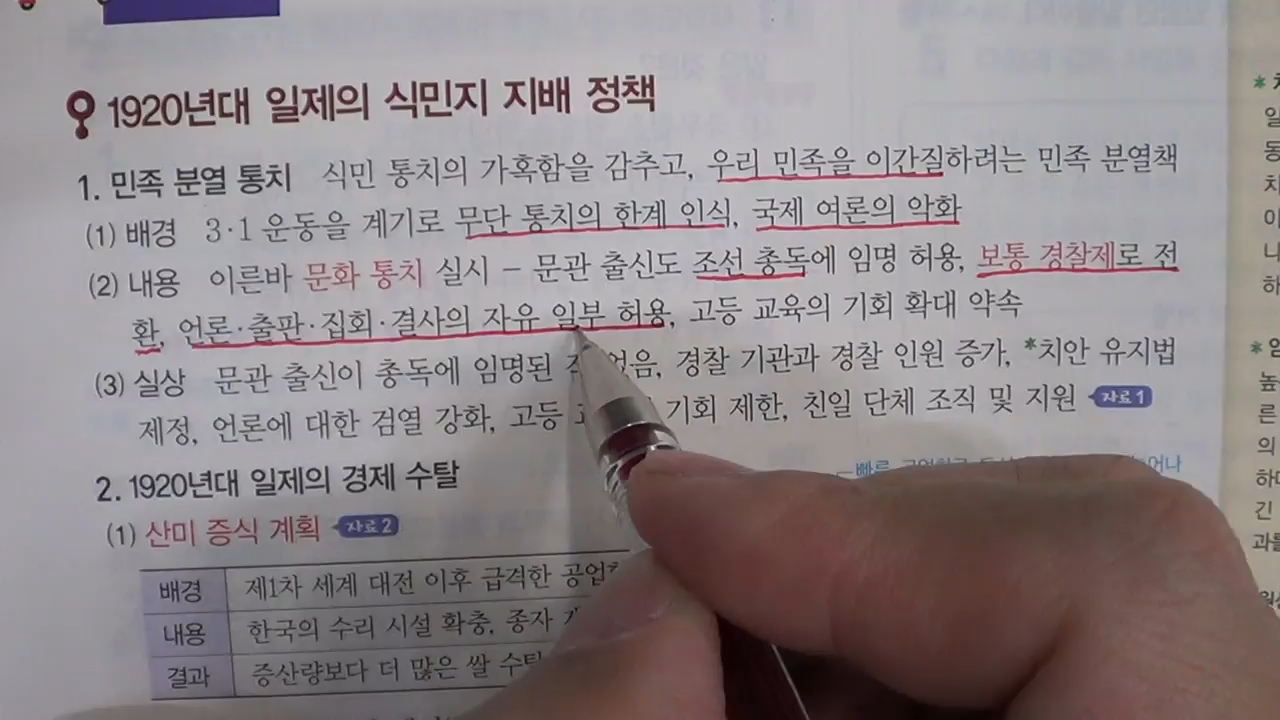 1920년대 일제의 식민지 지배 정책
1. 민족 분열 통치 식민 통치의 가혹함을 감추고, 우리 민족을 이간질하려는 민족 분열책
(1) 배경 3·1 운동을 계기로 무단 통치의 한계 인식, 국제 여론의 악화
(2) 내용 이른바 문화 통치 실시 - 문관 출신도 조선 총독에 임명 허용, 보통 경찰제로 전
환, 언론·출판·집회·결사의 자유 일부 허용, 고등 교육의 기회 확대 약속
(3) 실상 문관 출신이 총독에 임명된 없음, 경찰 기관과 경찰 인원 증가, *치안 유지법
제정, 언론에 대한 검열 강화, 고등 기회 제한, 친일 단체 조직 및 지원 자료1
2. 1920년대 일제의 경제 수탈
(1) 산미 증식 계획 자료2
배경 제1차 세계 대전 이후 급격한
내용 한국의 수리 시설 확충, 종자
결과 증산량보다 더 많은 쌀